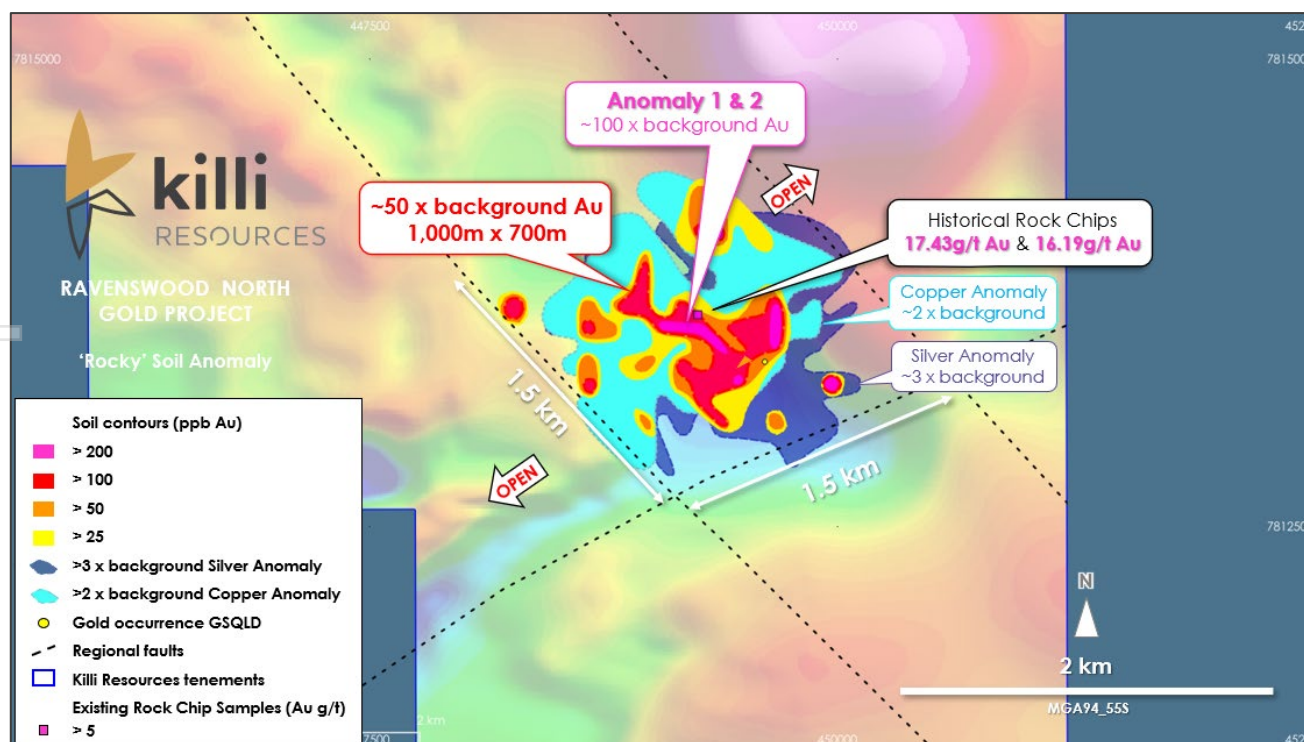 447500
450000
452
7815000
781500
killi
RESOURCES
RAVENSWOOD NORTH
GOLD PROJECT
'Rocky' Soil Anomaly
Anomaly 1 & 2
~100 x background Au
~50 x background Au
1,000m x 700m
OPEN
Historical Rock Chips
17.43g/t Au & 16.19g/t Au
Copper Anomaly
~2 x background
Silver Anomaly
~3 x background
1.5 km
1.5 km
OPEN
781250
Soil contours (ppb Au)
> 200
> 100
> 50
> 25
>3 x background Silver Anomaly
>2 x background Copper Anomaly
Gold occurrence GSQLD
Regional faults
Killi Resources tenements
Existing Rock Chip Samples (Au g/t)
> 5
N
2 km
MGA94_55S
2 km
7500
450000
452